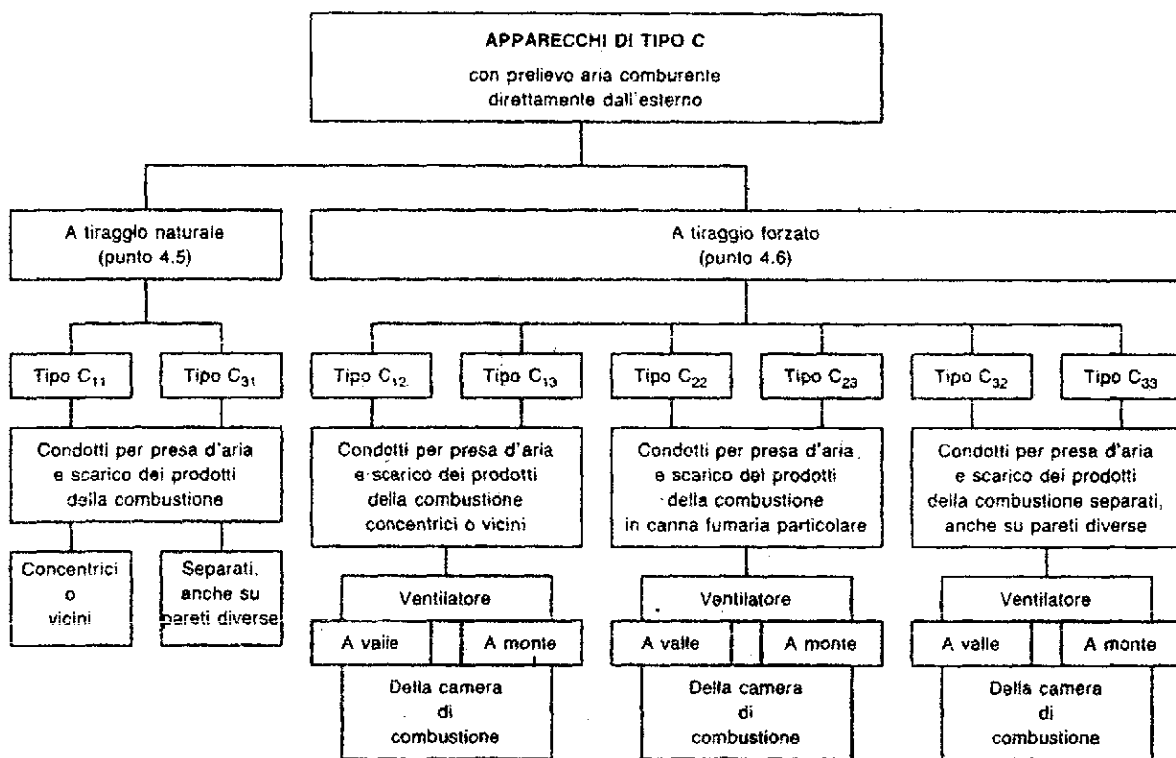 APPARECCHI DI TIPO C
con prelievo aria comburente
direttamente dall'esterno
A tiraggio naturale
(punto 4.5)
A tiraggio forzato
(punto 4.6)
Tipo C₁₁
Tipo C₃₁
Tipo C₁₂
Tipo C₁₃
Tipo C₂₂
Tipo C₂₃
Tipo C₃₂
Tipo C₃₃
Condotti per presa d'aria
e scarico dei prodotti
della combustione
Condotti per presa d'aria
e scarico dei prodotti
della combustione
concentrici o vicini
Condotti per presa d'aria
e scarico dei prodotti
della combustione
in canna fumaria particolare
Condotti per presa d'aria
e scarico dei prodotti
della combustione separati,
anche su pareti diverse
Concentrici
o
vicini
Separati,
anche su
pareti diverse
Ventilatore
A valle
A monte
Della camera
di
combustione
Ventilatore
A valle
A monte
Della camera
di
combustione
Ventilatore
A valle
A monte
Della camera
di
combustione